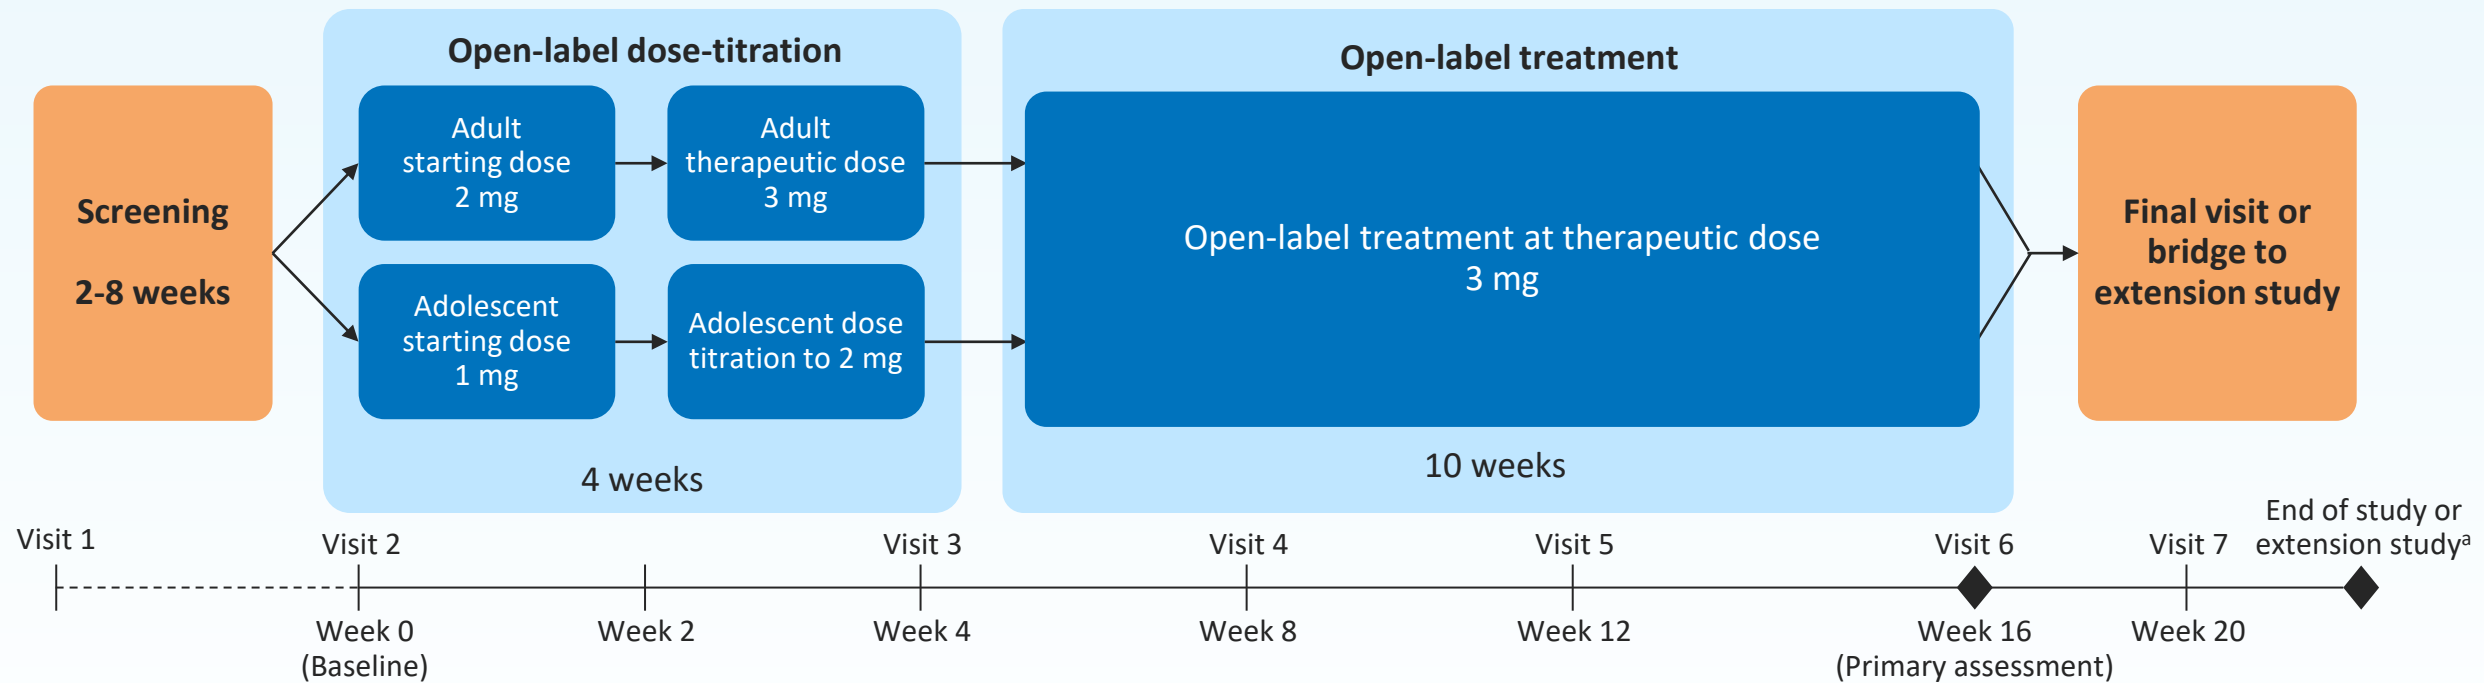 Open-label dose-titration
Open-label treatment
Screening
2-8 weeks
Adult
starting dose
2 mg
Adult
therapeutic dose
3 mg
Adolescent
starting dose
1 mg
Adolescent dose
titration to 2 mg
4 weeks
Open-label treatment at therapeutic dose
3 mg
10 weeks
Final visit or
bridge to
extension study
Visit 1
Visit 2
Visit 3
Visit 4
Visit 5
Visit 6
Visit 7
End of study or
extension studyᵃ
Week 0
(Baseline)
Week 2
Week 4
Week 8
Week 12
Week 16
(Primary assessment)
Week 20